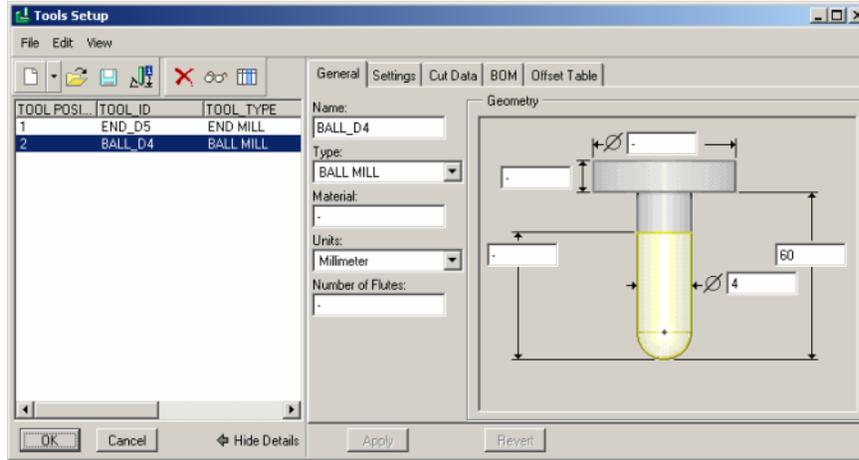 Tools Setup
File Edit View
General Settings Cut Data BOM Offset Table
TOOL POSI... TOOL_ID TOOL_TYPE
1 END_D5 END MILL
2 BALL_D4 BALL MILL
Name:
BALL_D4
Type:
BALL MILL
Material:
-
Units:
Millimeter
Number of Flutes:
-
Geometry
Ø -
-
-
60
Ø 4
OK Cancel Hide Details Apply Revert